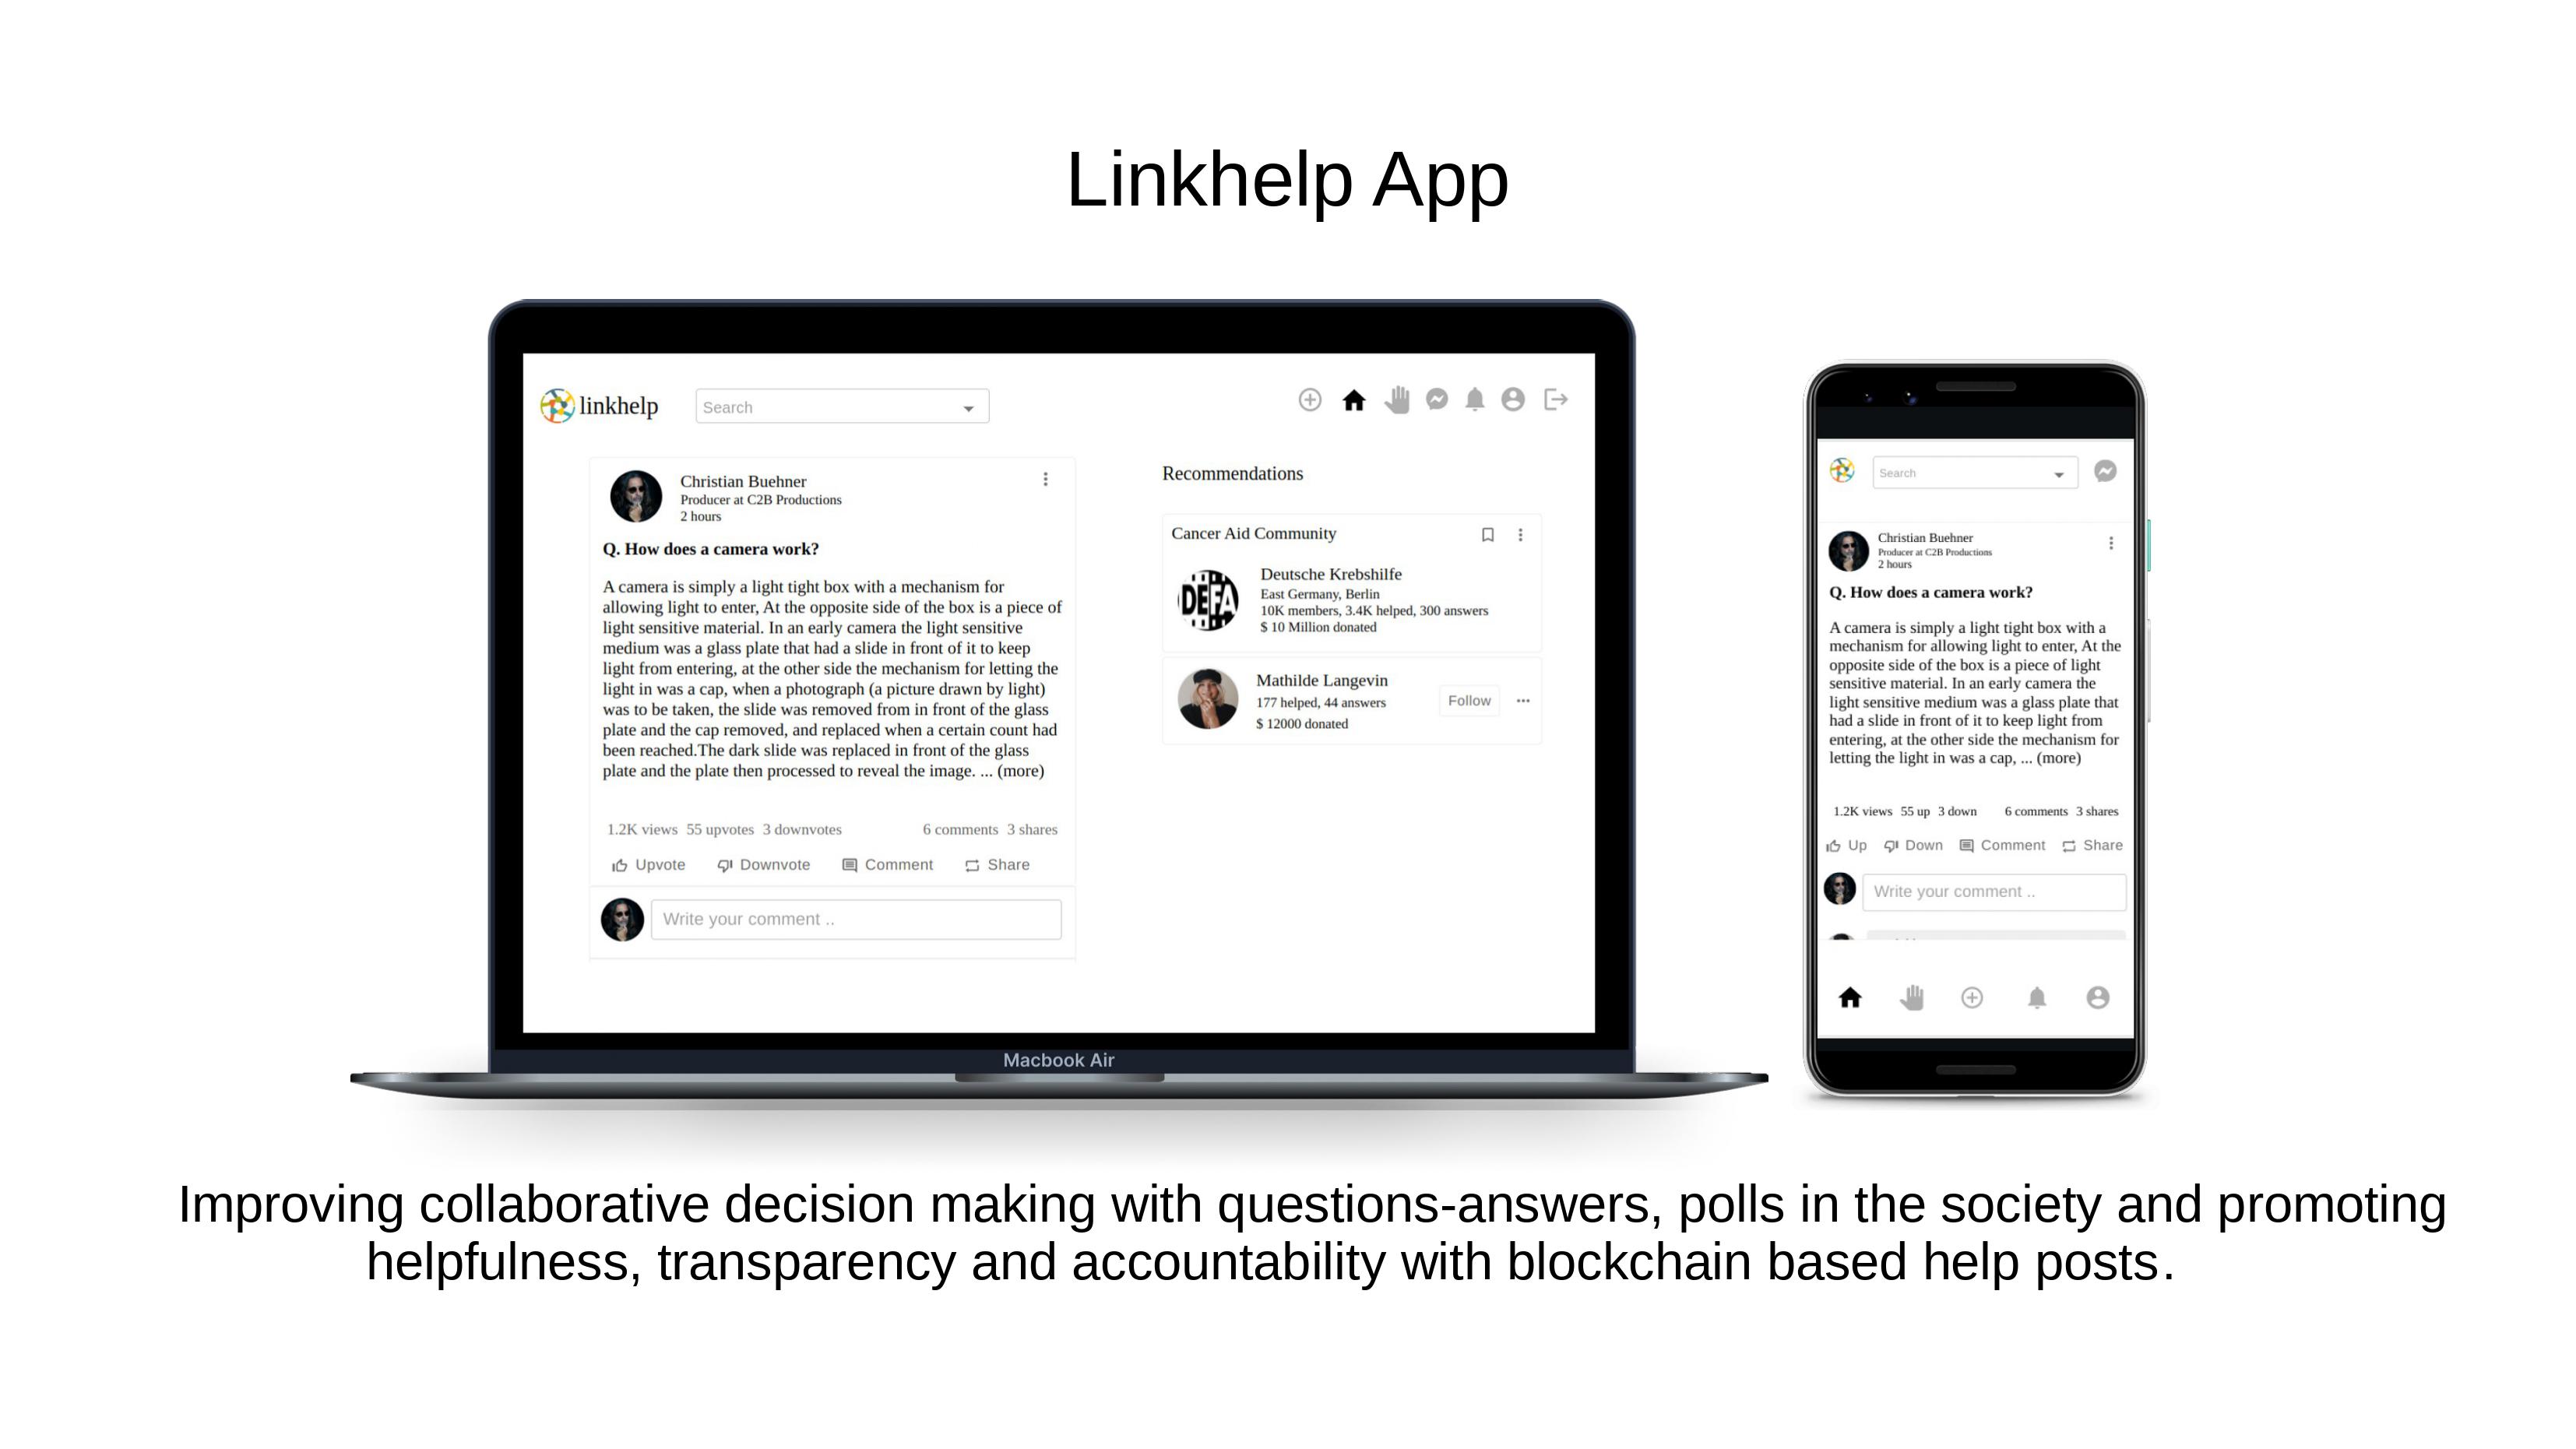 Linkhelp App
linkhelp
Search
Christian Buehner
Producer at C2B Productions
2 hours
Q. How does a camera work?
A camera is simply a light tight box with a mechanism for
allowing light to enter, At the opposite side of the box is a piece of
light sensitive material. In an early camera the light sensitive
medium was a glass plate that had a slide in front of it to keep
light from entering, at the other side the mechanism for letting the
light in was a cap, when a photograph (a picture drawn by light)
was to be taken, the slide was removed from in front of the glass
plate and the cap removed, and replaced when a certain count had
been reached.The dark slide was replaced in front of the glass
plate and the plate then processed to reveal the image. ... (more)
1.2K views 55 upvotes 3 downvotes 6 comments 3 shares
Upvote Downvote Comment Share
Write your comment ..
Recommendations
Cancer Aid Community
DEFA
Deutsche Krebshilfe
East Germany, Berlin
10K members, 3.4K helped, 300 answers
$ 10 Million donated
Mathilde Langevin
177 helped, 44 answers
$ 12000 donated
Follow
Macbook Air
Search
Christian Buehner
Producer at C2B Productions
2 hours
Q. How does a camera work?
A camera is simply a light tight box with a
mechanism for allowing light to enter, At the
opposite side of the box is a piece of light
sensitive material. In an early camera the
light sensitive medium was a glass plate that
had a slide in front of it to keep light from
entering, at the other side the mechanism for
letting the light in was a cap, ... (more)
1.2K views 55 up 3 down 6 comments 3 shares
Up Down Comment Share
Write your comment ..
Improving collaborative decision making with questions-answers, polls in the society and promoting
helpfulness, transparency and accountability with blockchain based help posts.